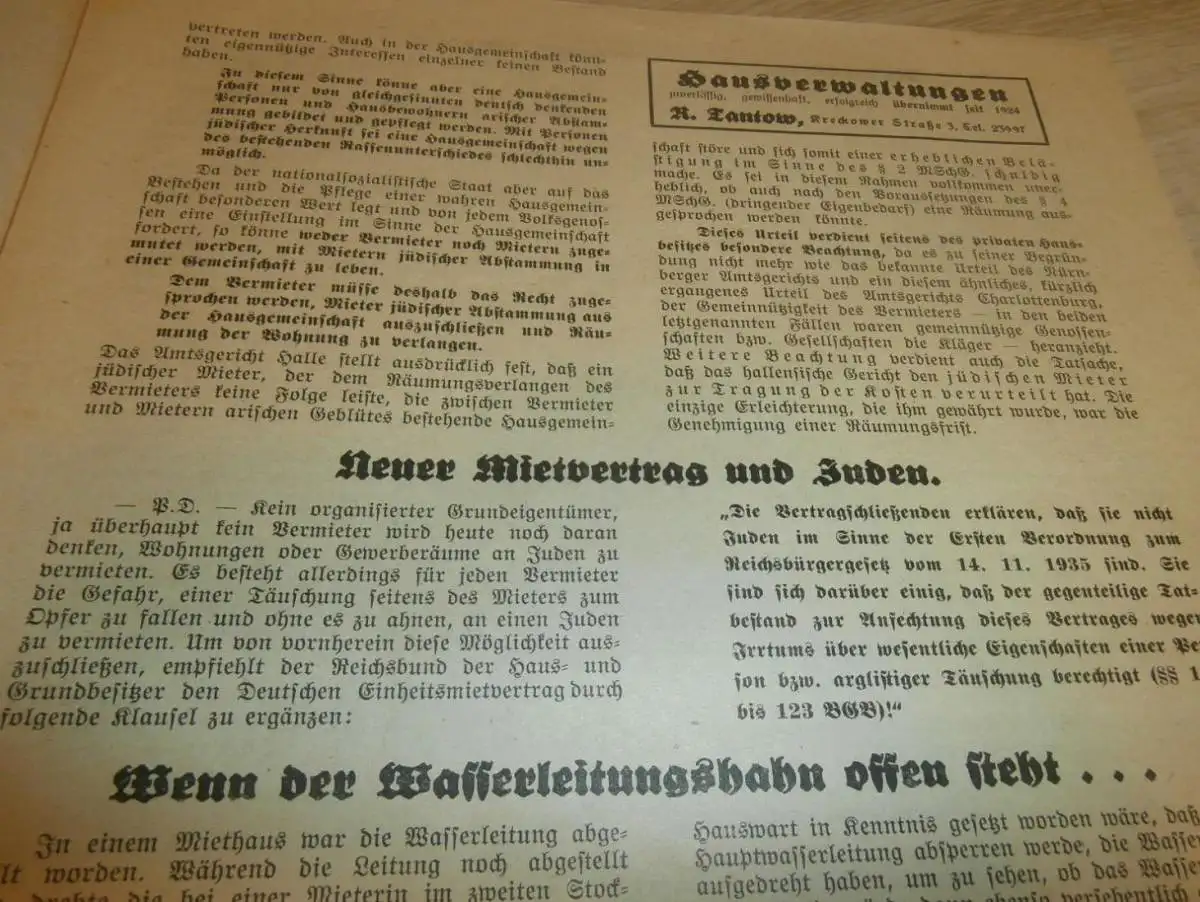 vertreten werden. Auch in der Hausgemeinschaft könn-
ten eigennützige Interessen einzelner keinen Bestand
haben.
In diesem Sinne könne aber eine Hausgemein-
schaft nur von gleichgesinnten deutsch denkenden
Personen und Hausbewohnern arischer Abstam-
mung gebildet und gepflegt werden. Mit Personen
jüdischer Herkunft sei eine Hausgemeinschaft wegen
des bestehenden Rassenunterschiedes schlechthin un-
möglich.
Da der nationalsozialistische Staat aber auf das
Bestehen und die Pflege einer wahren Hausgemein-
schaft besonderen Wert legt und von jedem Volksgenos-
sen eine Einstellung im Sinne der Hausgemeinschaft
fordert, so könne weder Vermieter noch Mietern zuge-
mutet werden, mit Mietern jüdischer Abstammung in
einer Gemeinschaft zu leben.
Dem Vermieter müsse deshalb das Recht zuge-
sprochen werden, Mieter jüdischer Abstammung aus
der Hausgemeinschaft auszuschließen und Räu-
mung der Wohnung zu verlangen.
Das Amtsgericht Halle stellt ausdrücklich fest, daß ein
jüdischer Mieter, der dem Räumungsverlangen des
Vermieters keine Folge leiste, die zwischen Vermieter
und Mietern arischen Geblütes bestehende Hausgemein-
Hausverwaltungen
zuverlässig, gewissenhaft, erfolgreich übernimmt seit 1924
R. Tantow, Kreckower Straße 3, Tel. 25997
schaft störe und sich somit einer erheblichen Belä-
stigung im Sinne des § 2 MSchG. schuldig
mache. Es sei in diesem Rahmen vollkommen uner-
heblich, ob auch nach den Voraussetzungen des § 4
MSchG. (dringender Eigenbedarf) eine Räumung aus-
gesprochen werden könnte.
Dieses Urteil verdient seitens des privaten Haus-
besitzes besondere Beachtung, da es zu seiner Begrün-
dung nicht mehr wie das bekannte Urteil des Nürn-
berger Amtsgerichts und ein diesem ähnliches, kürzlich
ergangenes Urteil des Amtsgerichts Charlottenburg,
der Gemeinnützigkeit des Vermieters — in den beiden
letztgenannten Fällen waren gemeinnützige Genossen-
schaften bzw. Gesellschaften die Kläger — heranzieht.
Weitere Beachtung verdient auch die Tatsache,
daß das hallensische Gericht den jüdischen Mieter
zur Tragung der Kosten verurteilt hat. Die
einzige Erleichterung, die ihm gewährt wurde, war die
Genehmigung einer Räumungsfrist.
Neuer Mietvertrag und Juden.
— P.D. — Kein organisierter Grundeigentümer,
ja überhaupt kein Vermieter wird heute noch daran
denken, Wohnungen oder Gewerberäume an Juden zu
vermieten. Es besteht allerdings für jeden Vermieter
die Gefahr, einer Täuschung seitens des Mieters zum
Opfer zu fallen und ohne es zu ahnen, an einen Juden
zu vermieten. Um von vornherein diese Möglichkeit aus-
zuschließen, empfiehlt der Reichsbund der Haus- und
Grundbesitzer den Deutschen Einheitsmietvertrag durch
folgende Klausel zu ergänzen:
„Die Vertragschließenden erklären, daß sie nicht
Juden im Sinne der Ersten Verordnung zum
Reichsbürgergesetz vom 14. 11. 1935 sind. Sie
sind sich darüber einig, daß der gegenteilige Tat-
bestand zur Anfechtung dieses Vertrages wegen
Irrtums über wesentliche Eigenschaften einer Pe
son bzw. arglistiger Täuschung berechtigt (§§ 1
bis 123 BGB)!"
Wenn der Wasserleitungshahn offen steht . . .
In einem Miethaus war die Wasserleitung abge-
lt worden. Während die Leitung noch abgestellt
drehte die bei einer Mieterin im zweiten Stock-
Hauswart in Kenntnis gesetzt worden wäre, daß
Hauptwasserleitung absperren werde, die Wasser
aufgedreht haben, um zu sehen, ob das Wasse
dann ebenso versehentlich